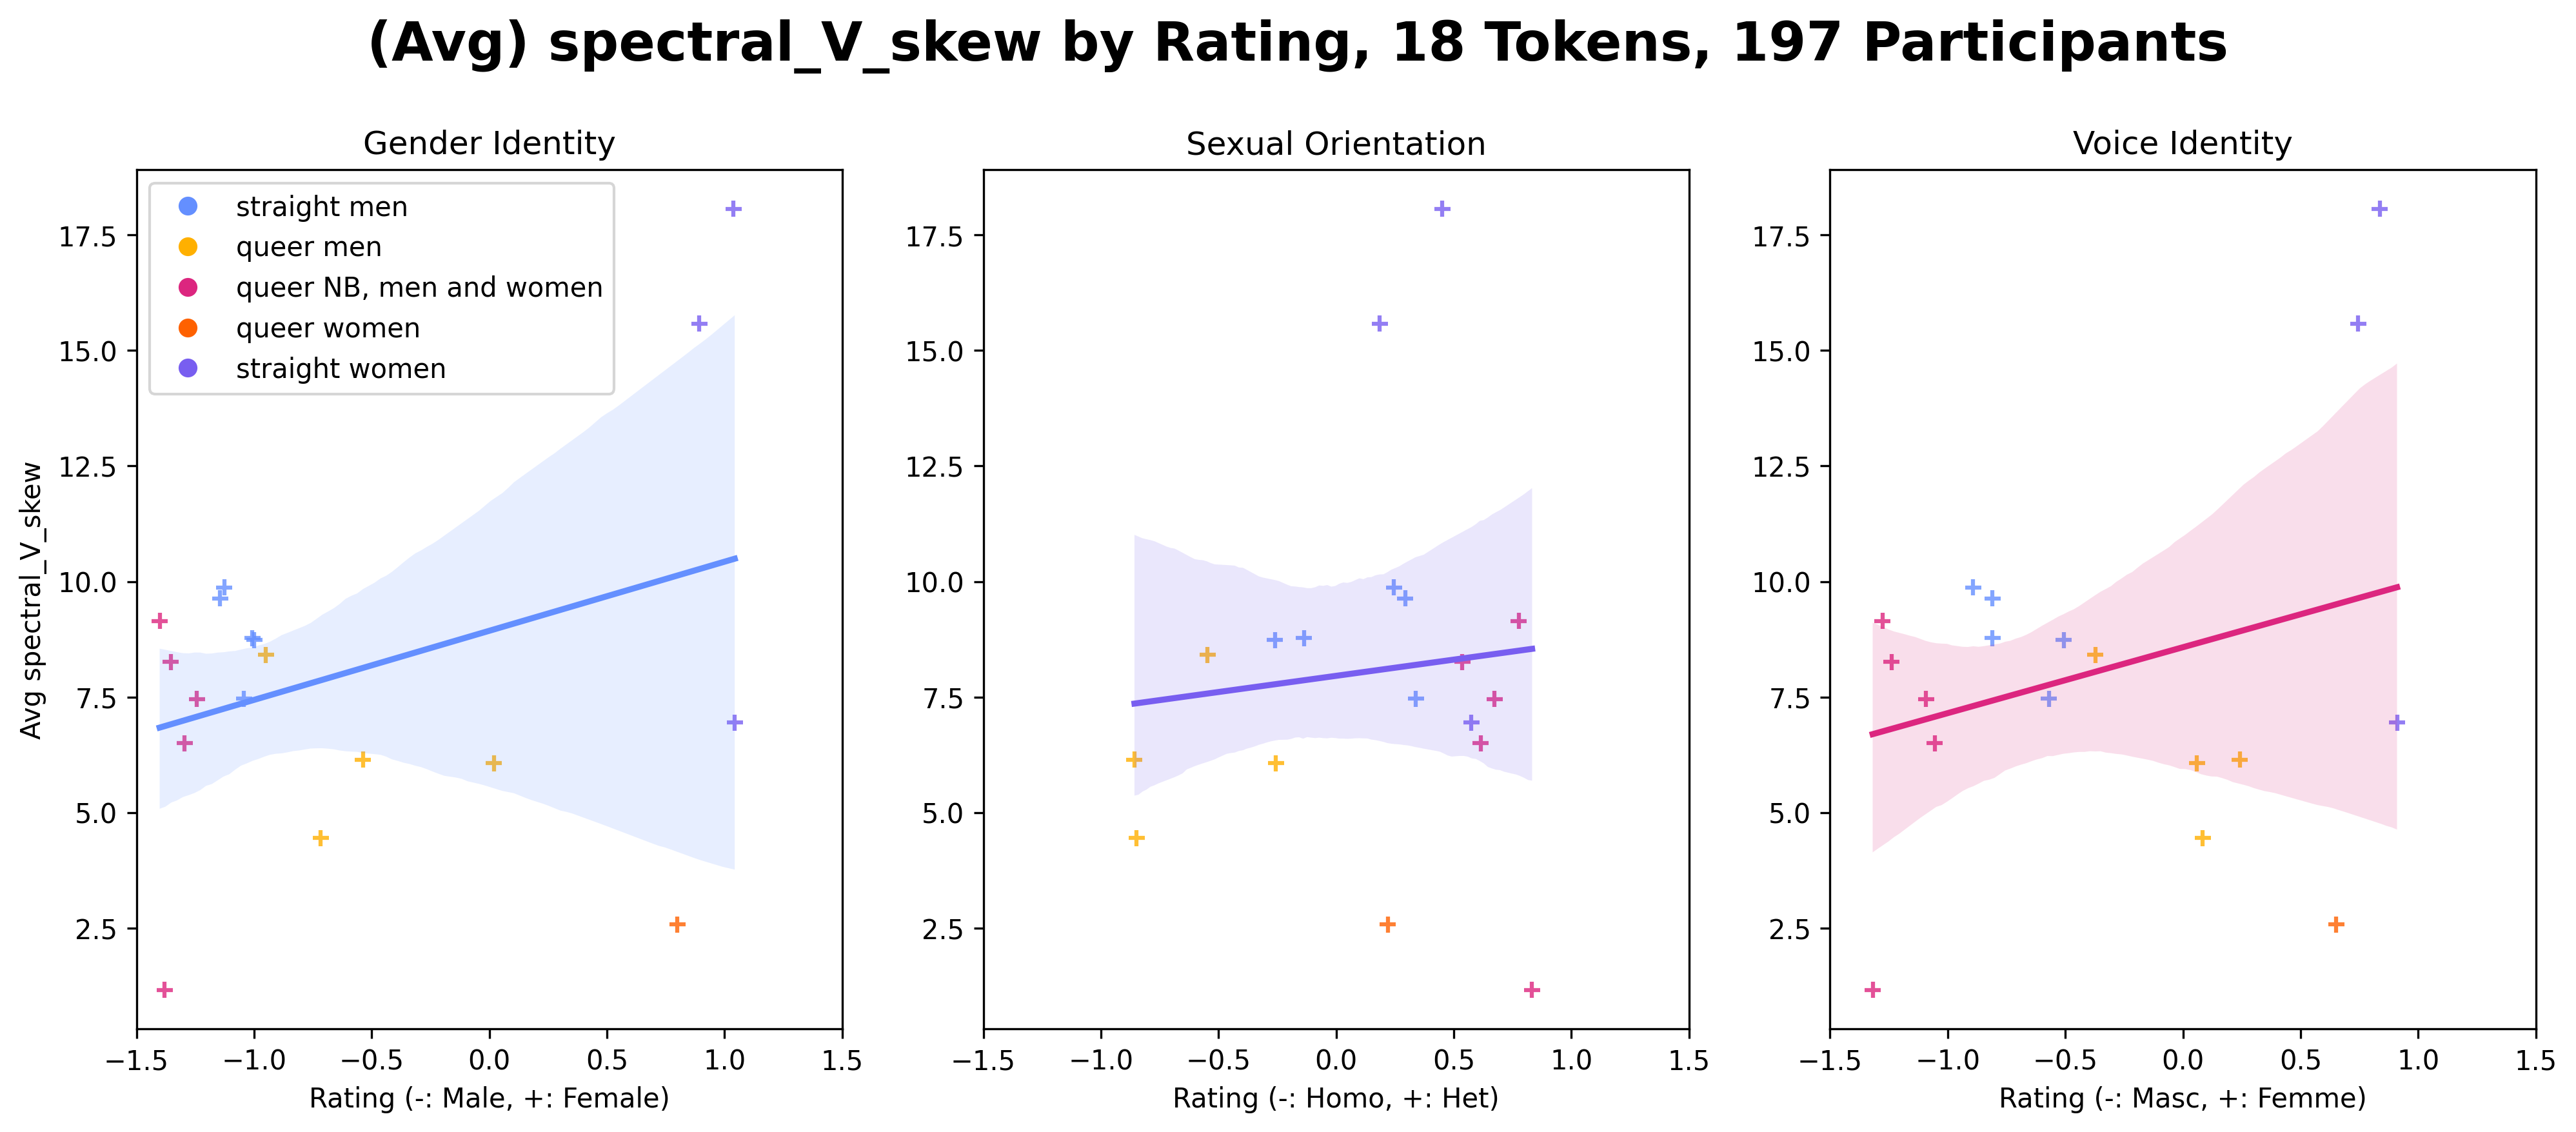 (Avg) spectral_V_skew by Rating, 18 Tokens, 197 Participants
Gender Identity
straight men
queer men
queer NB, men and women
queer women
straight women
Avg spectral_V_skew
17.5
15.0
12.5
10.0
7.5
5.0
2.5
−1.5 −1.0 −0.5 0.0 0.5 1.0 1.5
Rating (-: Male, +: Female)
Sexual Orientation
17.5
15.0
12.5
10.0
7.5
5.0
2.5
−1.5 −1.0 −0.5 0.0 0.5 1.0 1.5
Rating (-: Homo, +: Het)
Voice Identity
17.5
15.0
12.5
10.0
7.5
5.0
2.5
−1.5 −1.0 −0.5 0.0 0.5 1.0 1.5
Rating (-: Masc, +: Femme)